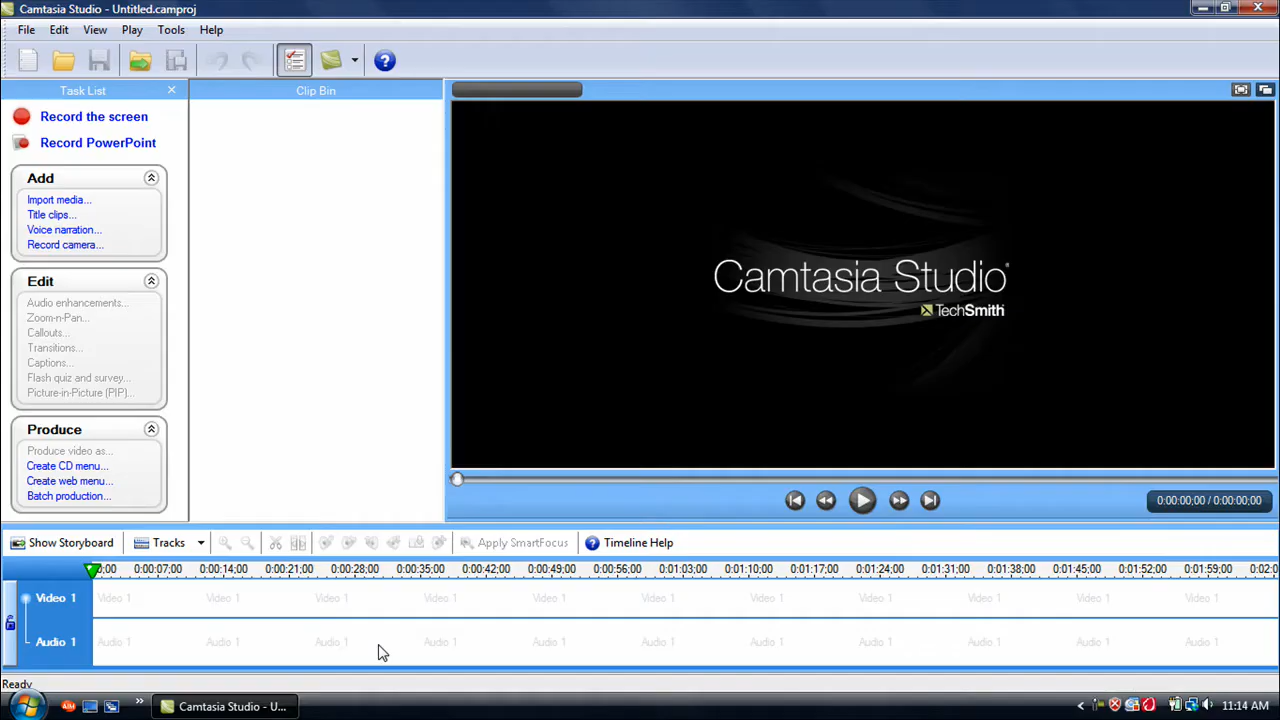 Camtasia Studio - Untitled.camproj
File Edit View Play Tools Help
Task List
Clip Bin
Record the screen
Record PowerPoint
Add
Import media...
Title clips...
Voice narration...
Record camera...
Edit
Audio enhancements...
Zoom-n-Pan...
Callouts...
Transitions...
Captions...
Flash quiz and survey...
Picture-in-Picture (PIP)...
Produce
Produce video as...
Create CD menu...
Create web menu...
Batch production...
Camtasia Studio®
TechSmith
0:00:00;00 / 0:00:00;00
Show Storyboard Tracks Apply SmartFocus Timeline Help
;00 0:00:07;00 0:00:14;00 0:00:21;00 0:00:28;00 0:00:35;00 0:00:42;00 0:00:49;00 0:00:56;00 0:01:03;00 0:01:10;00 0:01:17;00 0:01:24;00 0:01:31;00 0:01:38;00 0:01:45;00 0:01:52;00 0:01:59;00 0:02:0
Video 1 Video 1 Video 1 Video 1 Video 1 Video 1 Video 1 Video 1 Video 1 Video 1 Video 1 Video 1
Audio 1 Audio 1 Audio 1 Audio 1 Audio 1 Audio 1 Audio 1 Audio 1 Audio 1 Audio 1 Audio 1 Audio 1
Ready
AIM
Camtasia Studio - U...
11:14 AM